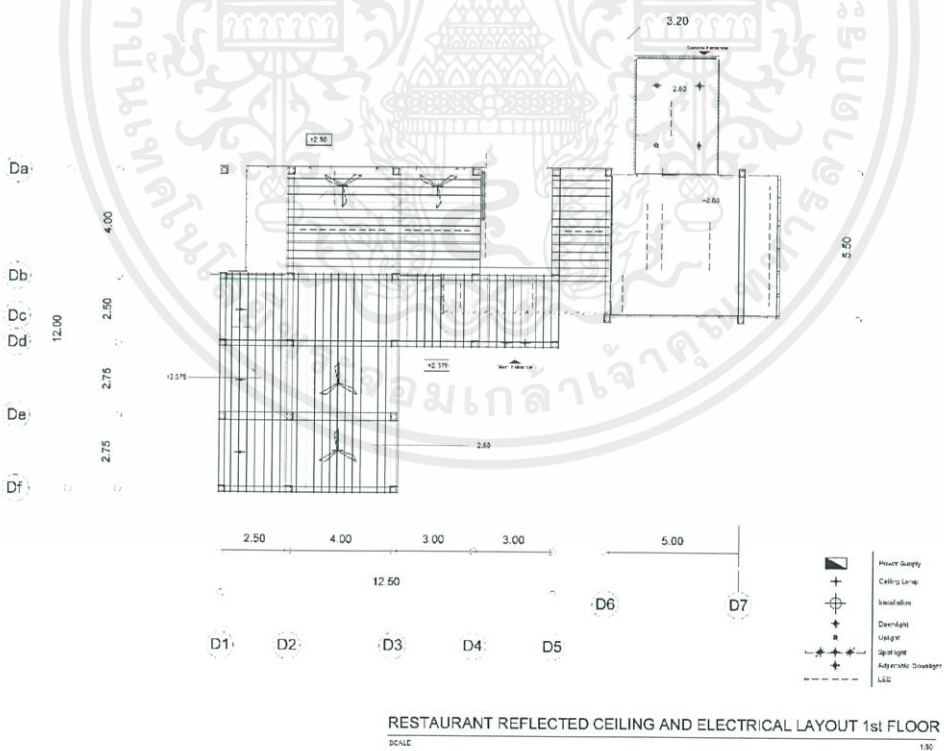 3.20
2.60
+2.50
Da
4.00
-2.60
5.50
Db
2.50
Dc
12.00
Dd
+2.375
2.75
De
2.60
2.75
Df
2.50 4.00 3.00 3.00 5.00
12.50
D6 D7
D1 D2 D3 D4 D5
Power Supply
Ceiling Lamp
Downlight
Uplight
Spotlight
Adjustable Downlight
LED
RESTAURANT REFLECTED CEILING AND ELECTRICAL LAYOUT 1st FLOOR
SCALE 1:50